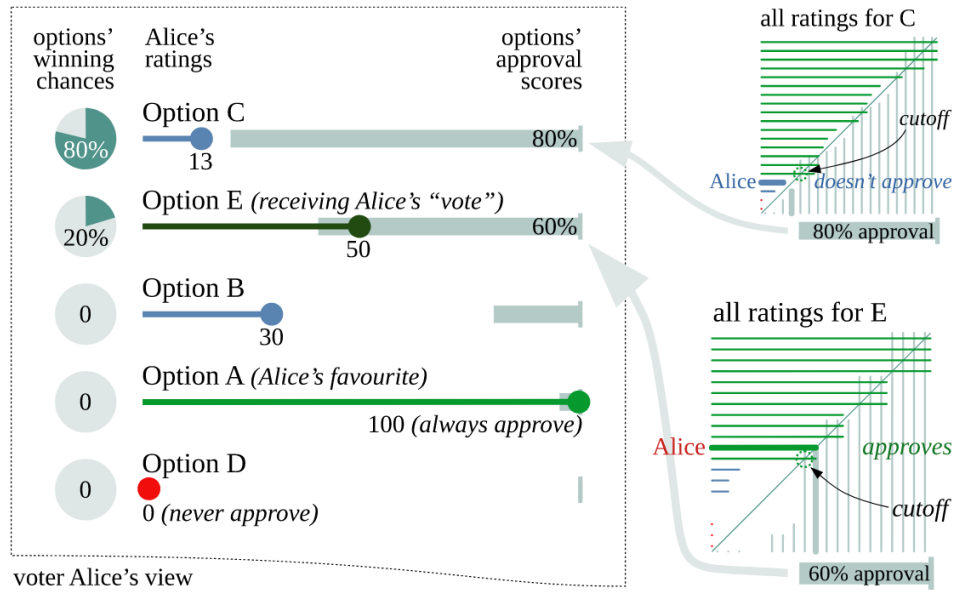 options’
winning
chances
Alice’s
ratings
options’
approval
scores
Option C
80%
13
80%
Option E (receiving Alice’s “vote”)
20%
50
60%
Option B
0
30
Option A (Alice’s favourite)
0
100 (always approve)
Option D
0
0 (never approve)
voter Alice’s view
all ratings for C
cutoff
Alice
doesn’t approve
80% approval
all ratings for E
Alice
approves
cutoff
60% approval